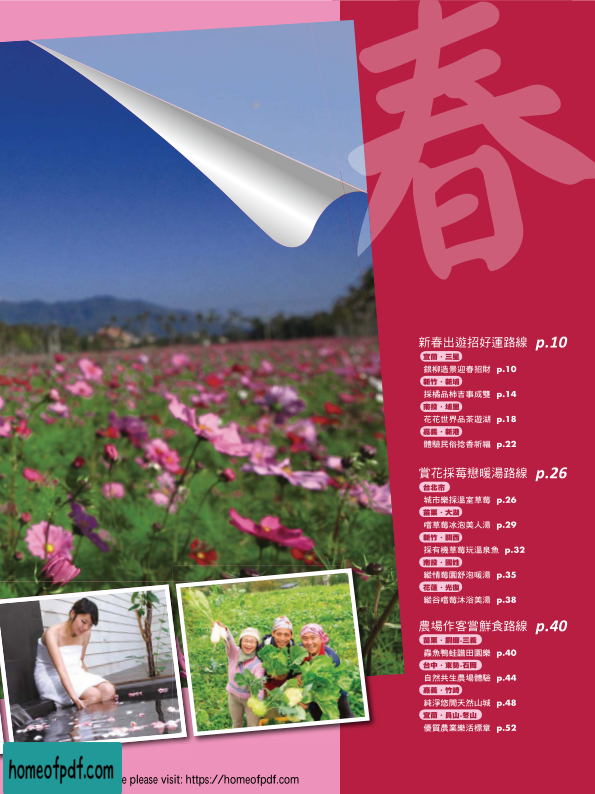 春
新春出遊招好運路線 p.10
宜蘭・三星
銀柳造景迎春招財 p.10
新竹・新埔
採橘品柿吉事成雙 p.14
南投・埔里
花花世界品茶遊湖 p.18
嘉義・新港
體驗民俗捻香祈福 p.22
賞花採莓戀暖湯路線 p.26
台北市
城市樂採溫室草莓 p.26
苗栗・大湖
嚐草莓冰泡美人湯 p.29
新竹・關西
採有機草莓玩溫泉魚 p.32
南投・國姓
縱情莓園舒泡暖湯 p.35
花蓮・光復
縱谷嚐莓沐浴美湯 p.38
農場作客嘗鮮食路線 p.40
苗栗・銅鑼-三義
蟲魚鴨蛙譜田園樂 p.40
台中・東勢-石岡
自然共生農場體驗 p.44
嘉義・竹崎
純淨悠閒天然山城 p.48
宜蘭・員山-冬山
優質農業樂活標章 p.52
homeofpdf.com
e please visit: https://homeofpdf.com